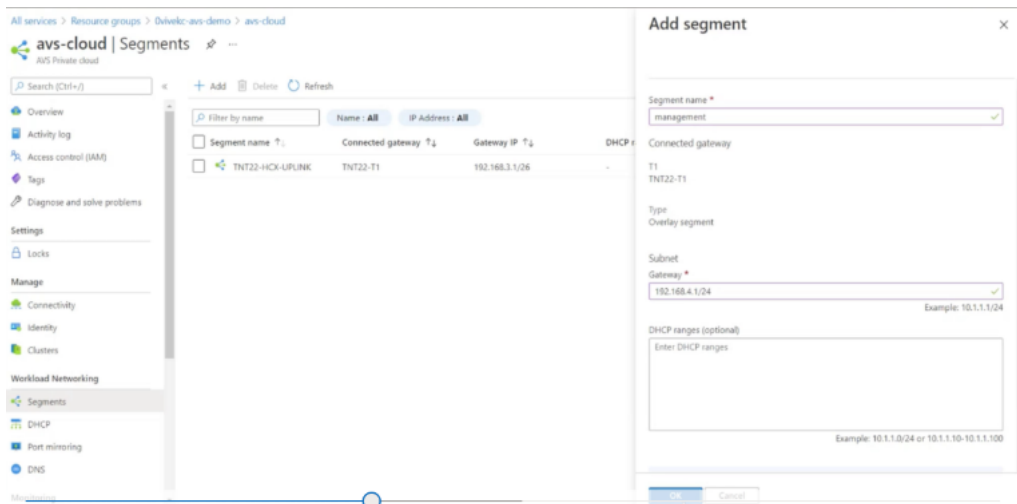 All services > Resource groups > 0vivekc-avs-demo > avs-cloud
avs-cloud | Segments
AVS Private cloud
Search (Ctrl+/)
Overview
Activity log
Access control (IAM)
Tags
Diagnose and solve problems
Settings
Locks
Manage
Connectivity
Identity
Clusters
Workload Networking
Segments
DHCP
Port mirroring
DNS
Monitoring
Add Delete Refresh
Filter by name Name : All IP Address : All
Segment name Connected gateway Gateway IP DHCP r
TNT22-HCX-UPLINK TNT22-T1 192.168.3.1/26 -
Add segment
Segment name *
management
Connected gateway
T1
TNT22-T1
Type
Overlay segment
Subnet
Gateway *
192.168.4.1/24
Example: 10.1.1.1/24
DHCP ranges (optional)
Enter DHCP ranges
Example: 10.1.1.0/24 or 10.1.1.10-10.1.1.100
OK Cancel